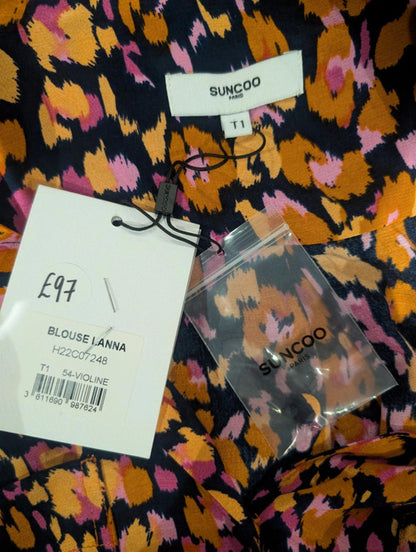 SUNCOO
PARIS
T1
£97
BLOUSE LANNA
H22C07248
T1 54-VIOLINE
3 611690 987624
SUNCOO
PARIS